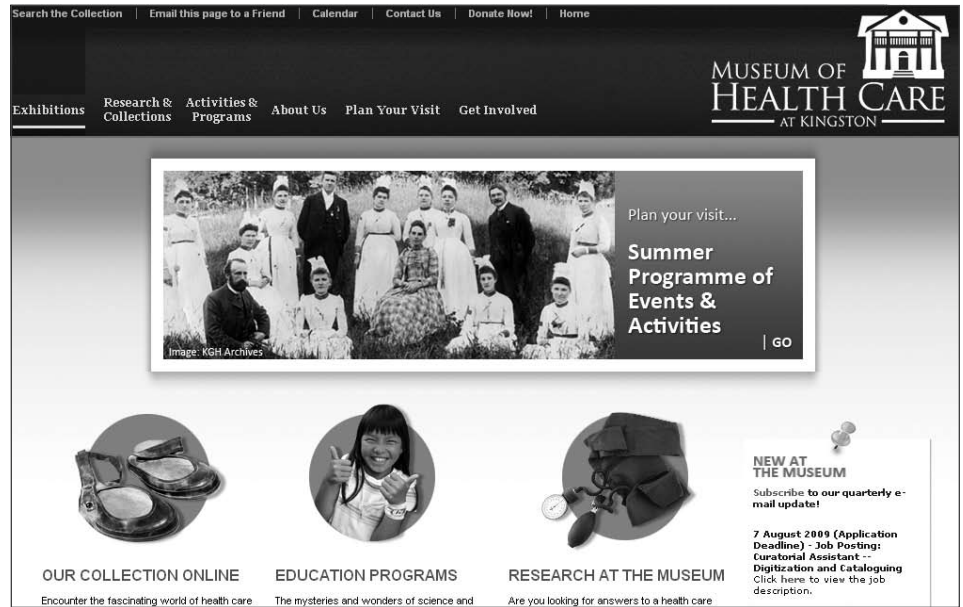 Search the Collection | Email this page to a Friend | Calendar | Contact Us | Donate Now! | Home
MUSEUM OF
HEALTH CARE
AT KINGSTON
Exhibitions
Research &
Collections
Activities &
Programs
About Us
Plan Your Visit
Get Involved
Plan your visit...
Summer
Programme of
Events &
Activities
| GO
Image: KGH Archives
OUR COLLECTION ONLINE
Encounter the fascinating world of health care
EDUCATION PROGRAMS
The mysteries and wonders of science and
RESEARCH AT THE MUSEUM
Are you looking for answers to a health care
NEW AT
THE MUSEUM
Subscribe to our quarterly e-
mail update!
7 August 2009 (Application
Deadline) - Job Posting:
Curatorial Assistant --
Digitization and Cataloguing
Click here to view the job
description.